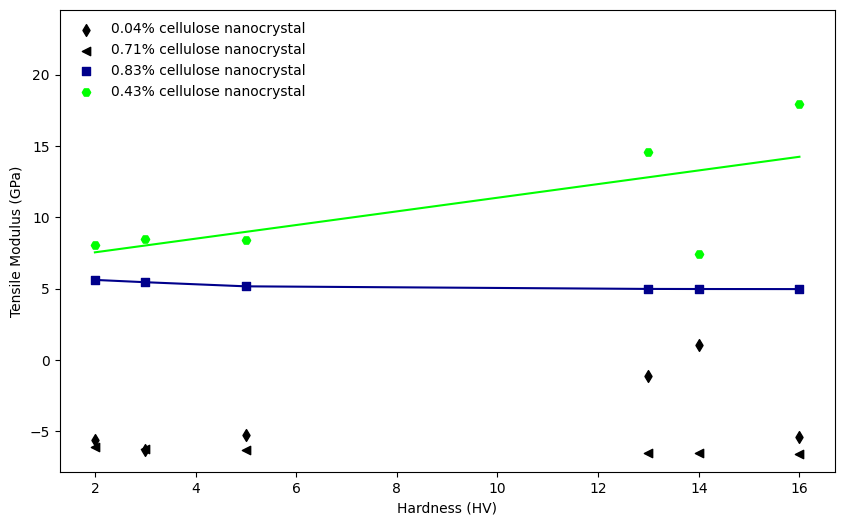 0.04% cellulose nanocrystal
0.71% cellulose nanocrystal
0.83% cellulose nanocrystal
0.43% cellulose nanocrystal
20
15
10
5
0
−5
Tensile Modulus (GPa)
2 4 6 8 10 12 14 16
Hardness (HV)